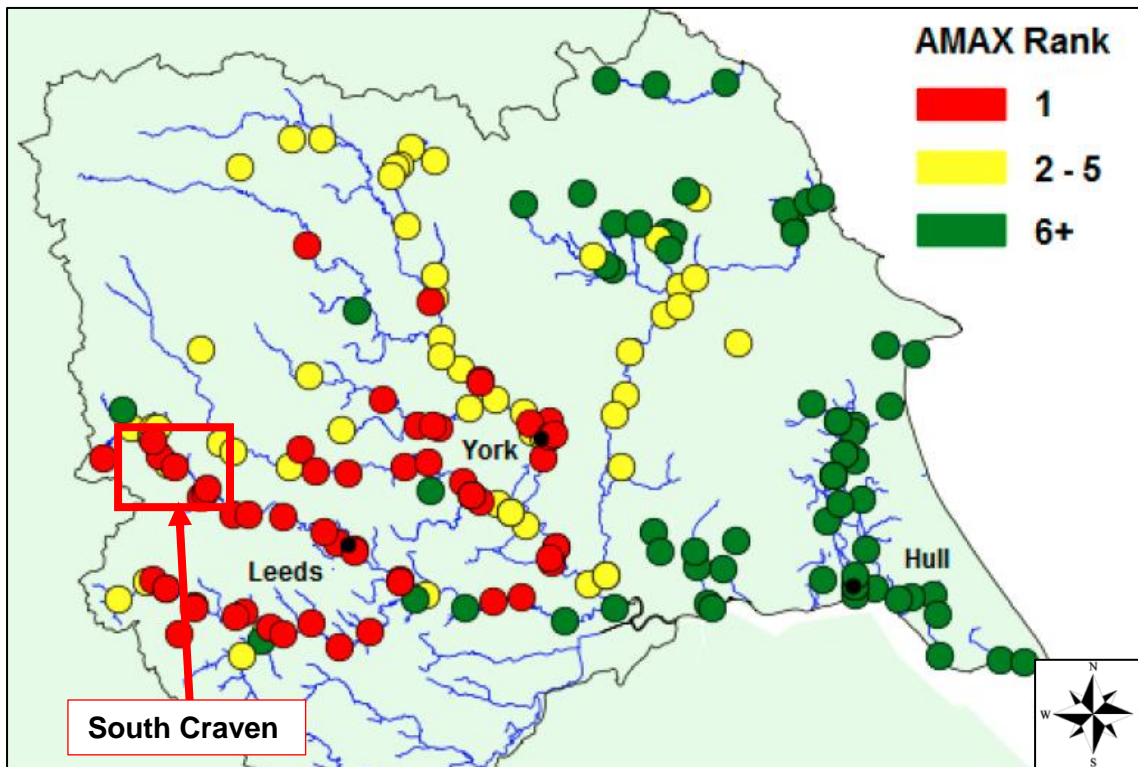 AMAX Rank
1
2 - 5
6+
York
Leeds
Hull
South Craven
N
W
E
S